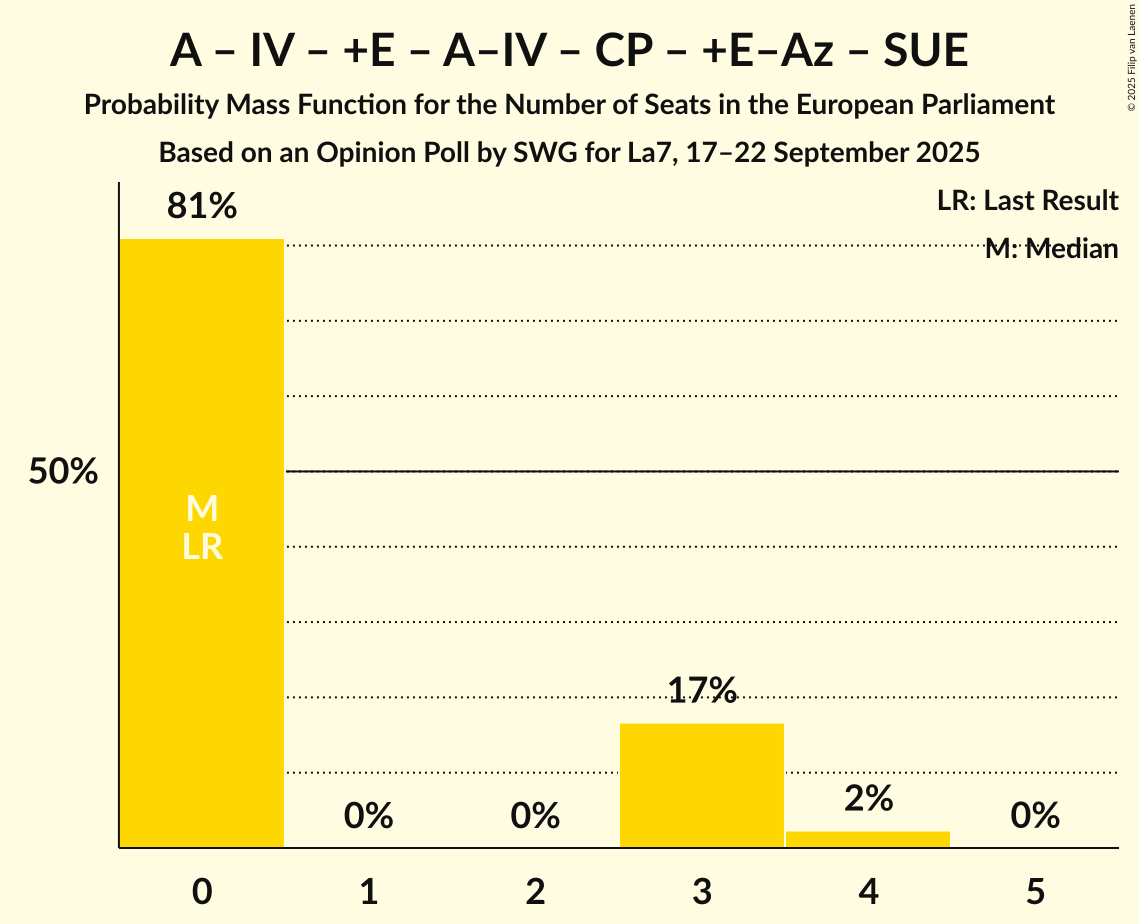 A – IV – +E – A–IV – CP – +E–Az – SUE
Probability Mass Function for the Number of Seats in the European Parliament
Based on an Opinion Poll by SWG for La7, 17–22 September 2025
© 2025 Filip van Laenen
LR: Last Result
M: Median
81%
50%
M
LR
17%
2%
0%
0%
0%
0
1
2
3
4
5